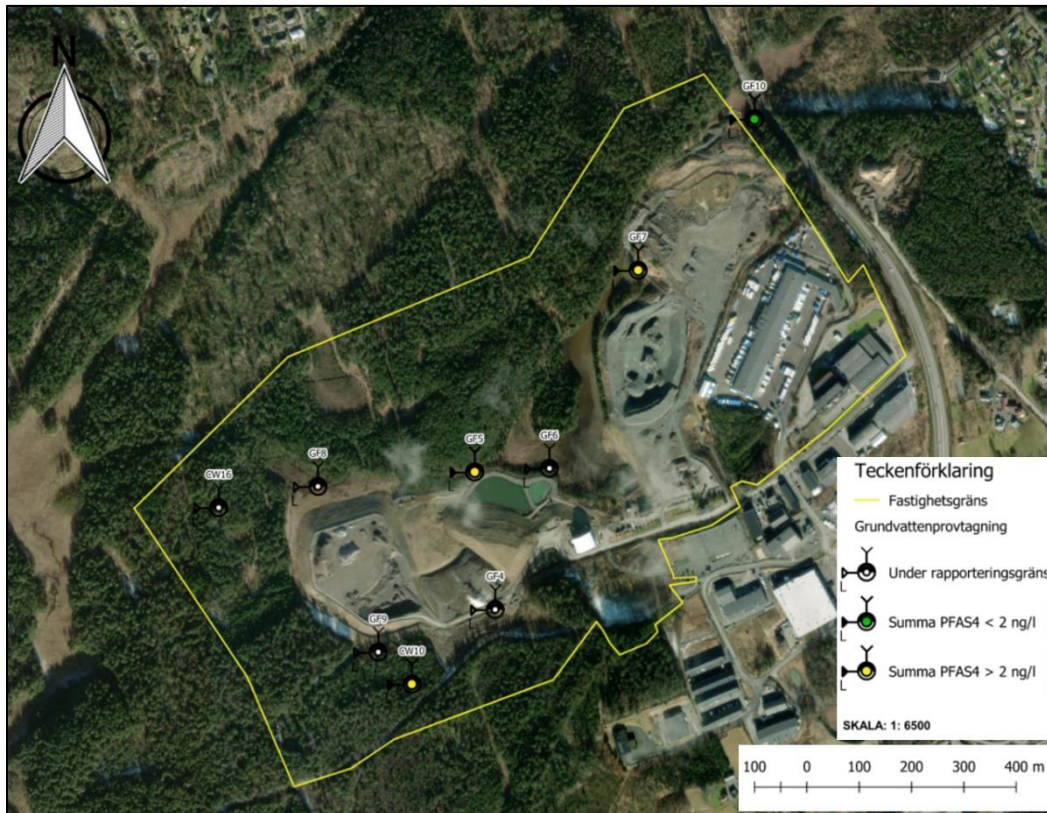 N
GF10
GF7
GF5
GF6
GF8
CW16
GF4
GF9
CW10
Teckenförklaring
Fastighetsgräns
Grundvattenprovtagning
Under rapporteringsgräns
Summa PFAS4 < 2 ng/l
Summa PFAS4 > 2 ng/l
SKALA: 1: 6500
100 0 100 200 300 400 m